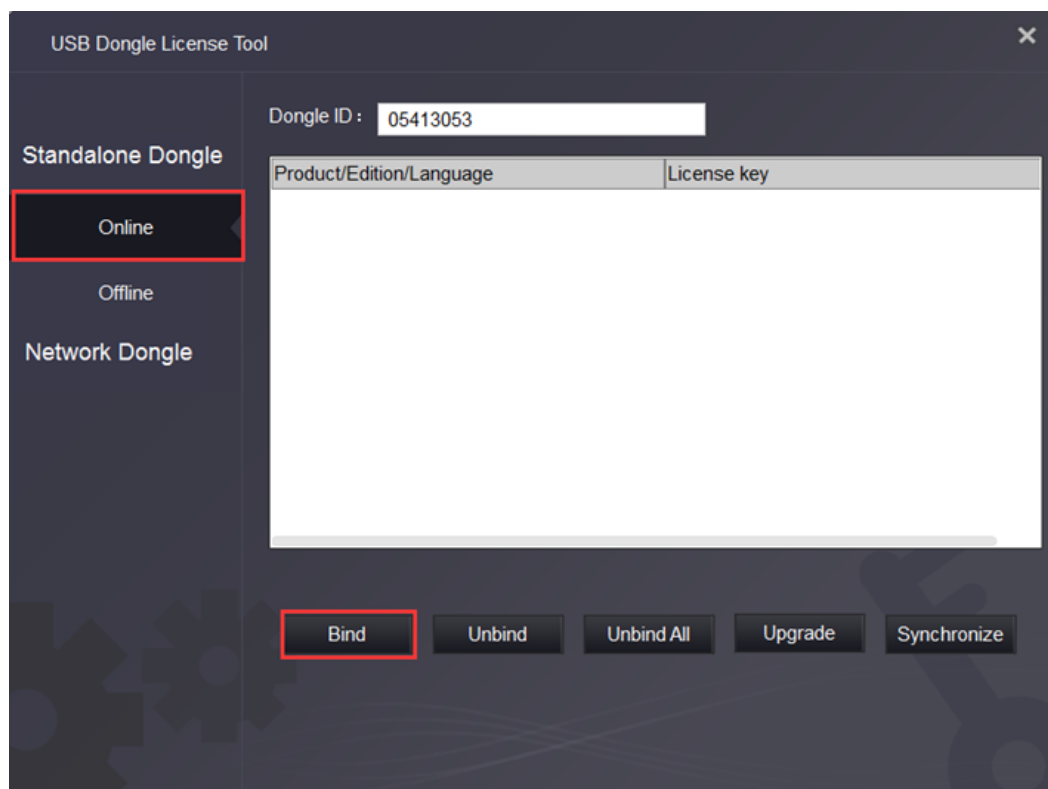 USB Dongle License Tool
Dongle ID： 05413053
Standalone Dongle
Product/Edition/Language License key
Online
Offline
Network Dongle
Bind Unbind Unbind All Upgrade Synchronize